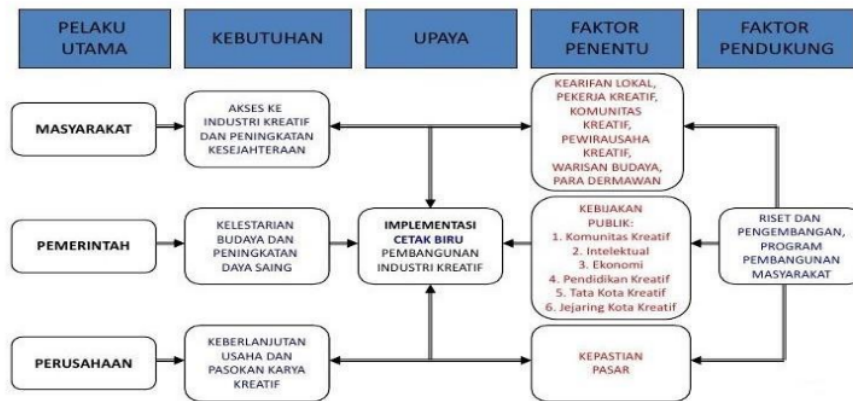 PELAKU
UTAMA
KEBUTUHAN
UPAYA
FAKTOR
PENENTU
FAKTOR
PENDUKUNG
MASYARAKAT
AKSES KE
INDUSTRI KREATIF
DAN PENINGKATAN
KESEJAHTERAAN
KEARIFAN LOKAL,
PEKERJA KREATIF,
KOMUNITAS
KREATIF,
PEWIRAUSAHA
KREATIF,
WARISAN BUDAYA,
PARA DERMAWAN
PEMERINTAH
KELESTARIAN
BUDAYA DAN
PENINGKATAN
DAYA SAING
IMPLEMENTASI
CETAK BIRU
PEMBANGUNAN
INDUSTRI KREATIF
KEBIJAKAN
PUBLIK:
1. Komunitas Kreatif
2. Intelektual
3. Ekonomi
4. Pendidikan Kreatif
5. Tata Kota Kreatif
6. Jejaring Kota Kreatif
RISET DAN
PENGEMBANGAN,
PROGRAM
PEMBANGUNAN
MASYARAKAT
PERUSAHAAN
KEBERLANJUTAN
USAHA DAN
PASOKAN KARYA
KREATIF
KEPASTIAN
PASAR